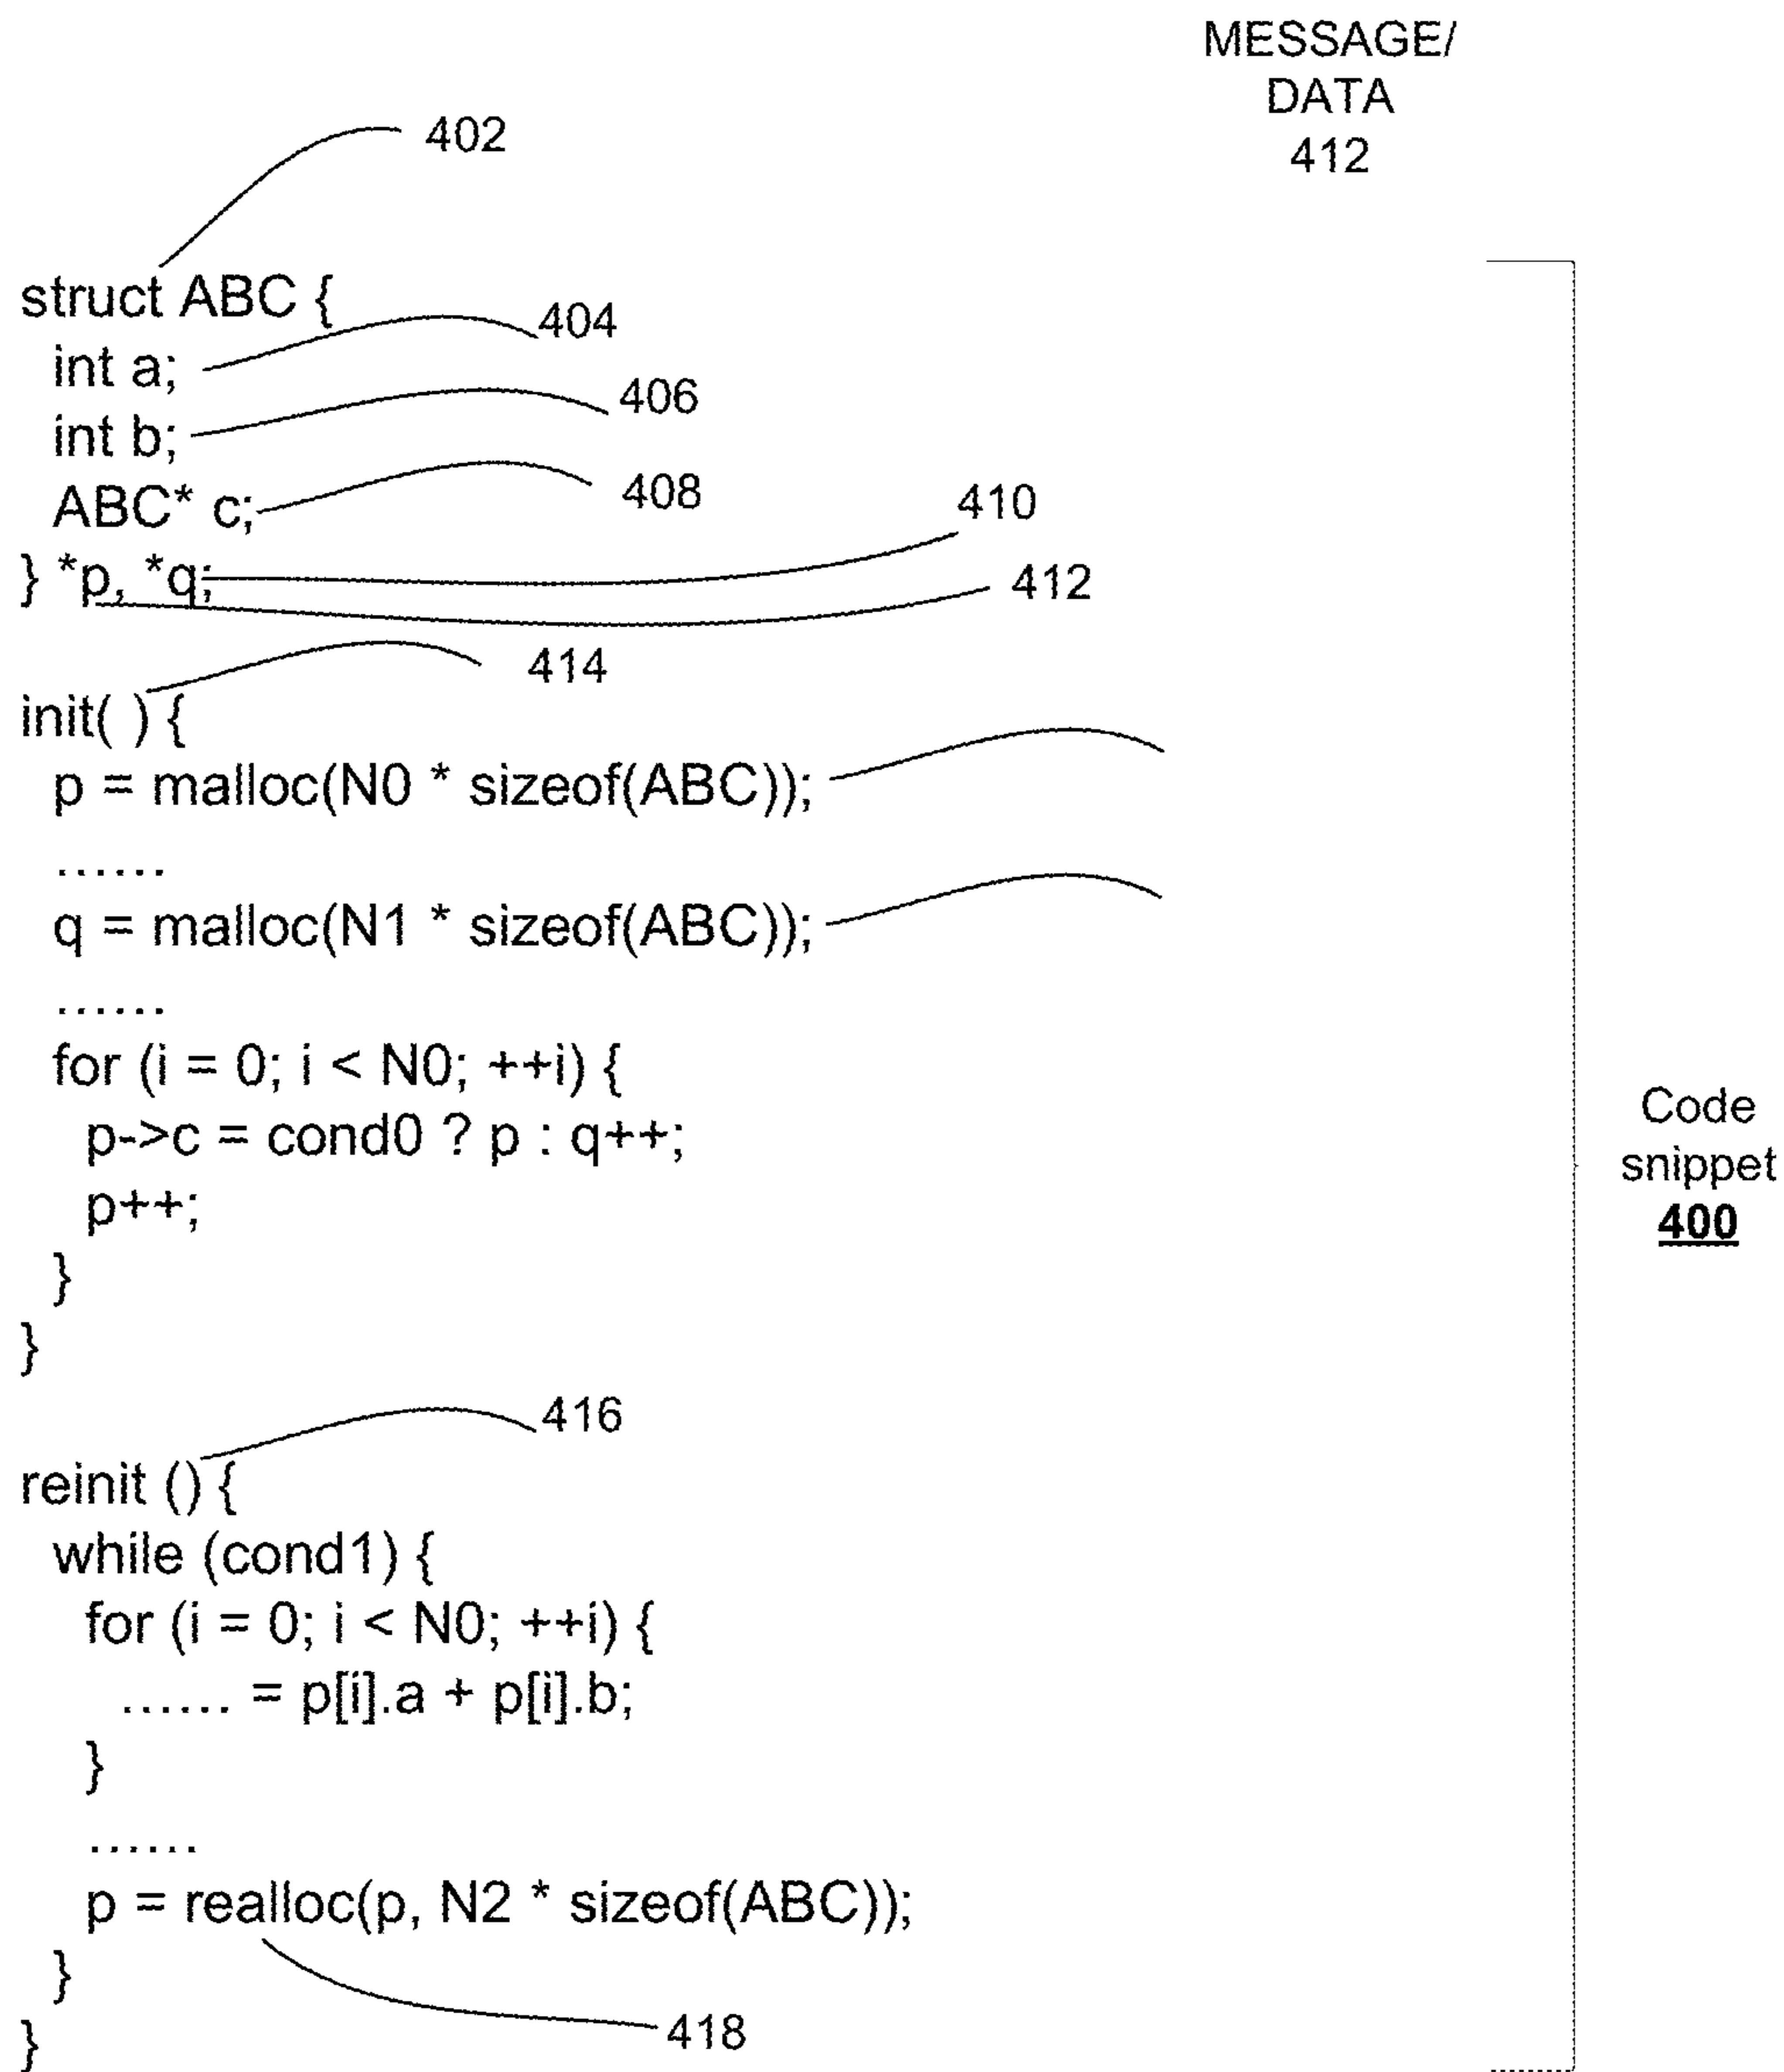 MESSAGE/
DATA
412
402
struct ABC {
404
int a;
406
int b;
408
ABC* c;
410
} *p, *q;
412
414
init( ) {
p = malloc(N0 * sizeof(ABC));
......
q = malloc(N1 * sizeof(ABC));
......
for (i = 0; i < N0; ++i) {
p->c = cond0 ? p : q++;
p++;
}
}
Code
snippet
400
416
reinit () {
while (cond1) {
for (i = 0; i < N0; ++i) {
...... = p[i].a + p[i].b;
}
......
p = realloc(p, N2 * sizeof(ABC));
}
418
}